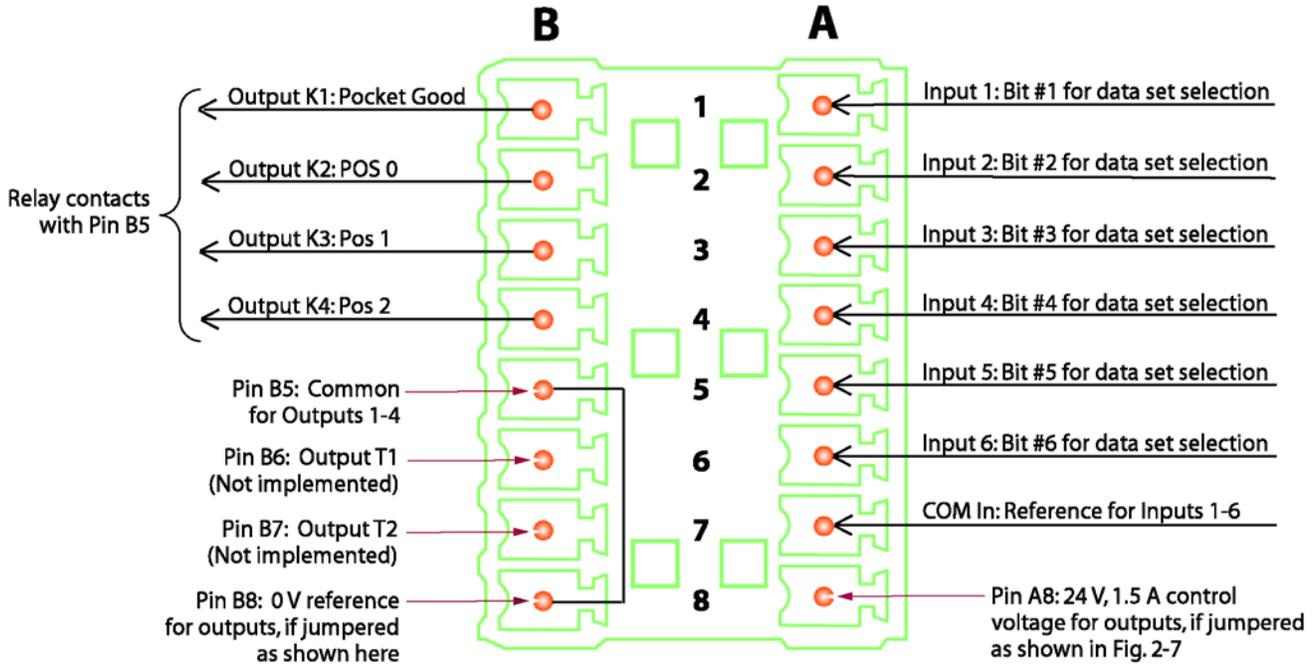 B
A
Output K1: Pocket Good
Output K2: POS 0
Output K3: Pos 1
Output K4: Pos 2
Relay contacts
with Pin B5
Pin B5: Common
for Outputs 1-4
Pin B6: Output T1
(Not implemented)
Pin B7: Output T2
(Not implemented)
Pin B8: 0 V reference
for outputs, if jumpered
as shown here
1
2
3
4
5
6
7
8
Input 1: Bit #1 for data set selection
Input 2: Bit #2 for data set selection
Input 3: Bit #3 for data set selection
Input 4: Bit #4 for data set selection
Input 5: Bit #5 for data set selection
Input 6: Bit #6 for data set selection
COM In: Reference for Inputs 1-6
Pin A8: 24 V, 1.5 A control
voltage for outputs, if jumpered
as shown in Fig. 2-7